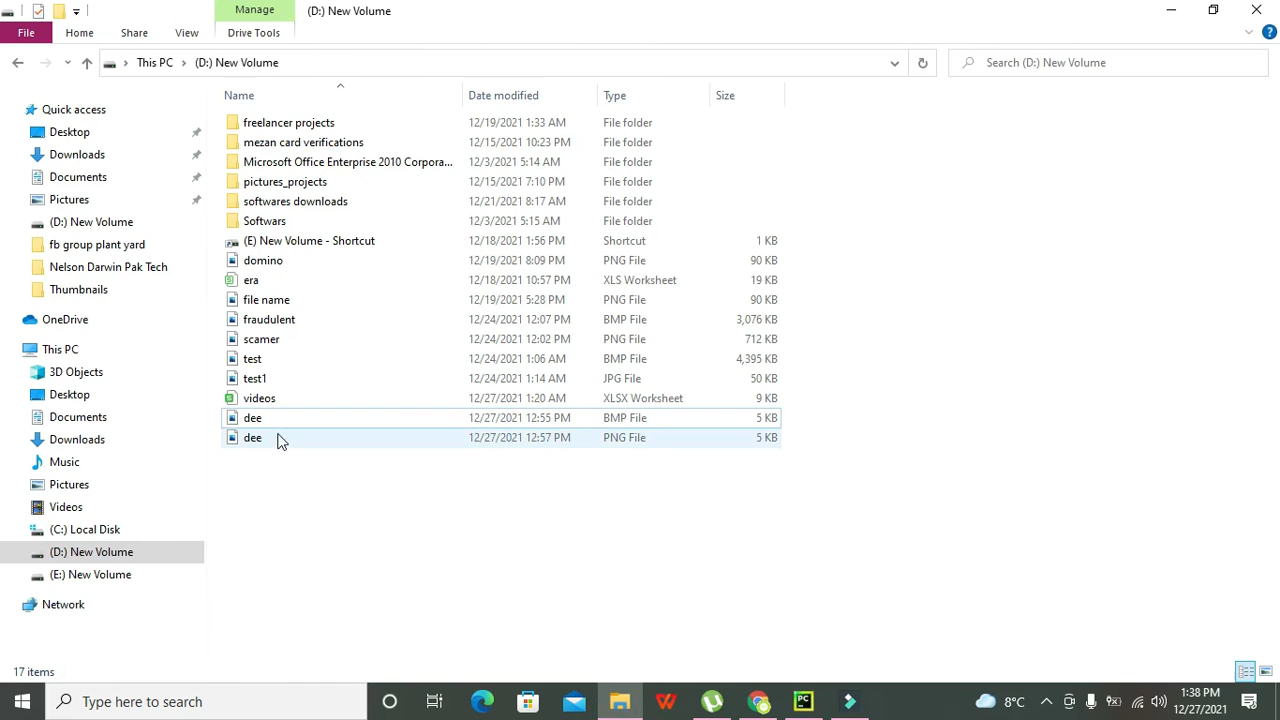 Manage
(D:) New Volume
File
Home
Share
View
Drive Tools
This PC
(D:) New Volume
Search (D:) New Volume
Name
Date modified
Type
Size
Quick access
Desktop
Downloads
Documents
Pictures
(D:) New Volume
fb group plant yard
Nelson Darwin Pak Tech
Thumbnails
OneDrive
This PC
3D Objects
Desktop
Documents
Downloads
Music
Pictures
Videos
(C:) Local Disk
(D:) New Volume
(E:) New Volume
Network
freelancer projects 12/19/2021 1:33 AM File folder
mezan card verifications 12/15/2021 10:23 PM File folder
Microsoft Office Enterprise 2010 Corpora... 12/3/2021 5:14 AM File folder
pictures_projects 12/15/2021 7:10 PM File folder
softwares downloads 12/21/2021 8:17 AM File folder
Softwars 12/3/2021 5:15 AM File folder
(E) New Volume - Shortcut 12/18/2021 1:56 PM Shortcut 1 KB
domino 12/19/2021 8:09 PM PNG File 90 KB
era 12/18/2021 10:57 PM XLS Worksheet 19 KB
file name 12/19/2021 5:28 PM PNG File 90 KB
fraudulent 12/24/2021 12:07 PM BMP File 3,076 KB
scamer 12/24/2021 12:02 PM PNG File 712 KB
test 12/24/2021 1:06 AM BMP File 4,395 KB
test1 12/24/2021 1:14 AM JPG File 50 KB
videos 12/27/2021 1:20 AM XLSX Worksheet 9 KB
dee 12/27/2021 12:55 PM BMP File 5 KB
dee 12/27/2021 12:57 PM PNG File 5 KB
17 items
Type here to search
W
PC
8°C
1:38 PM
12/27/2021